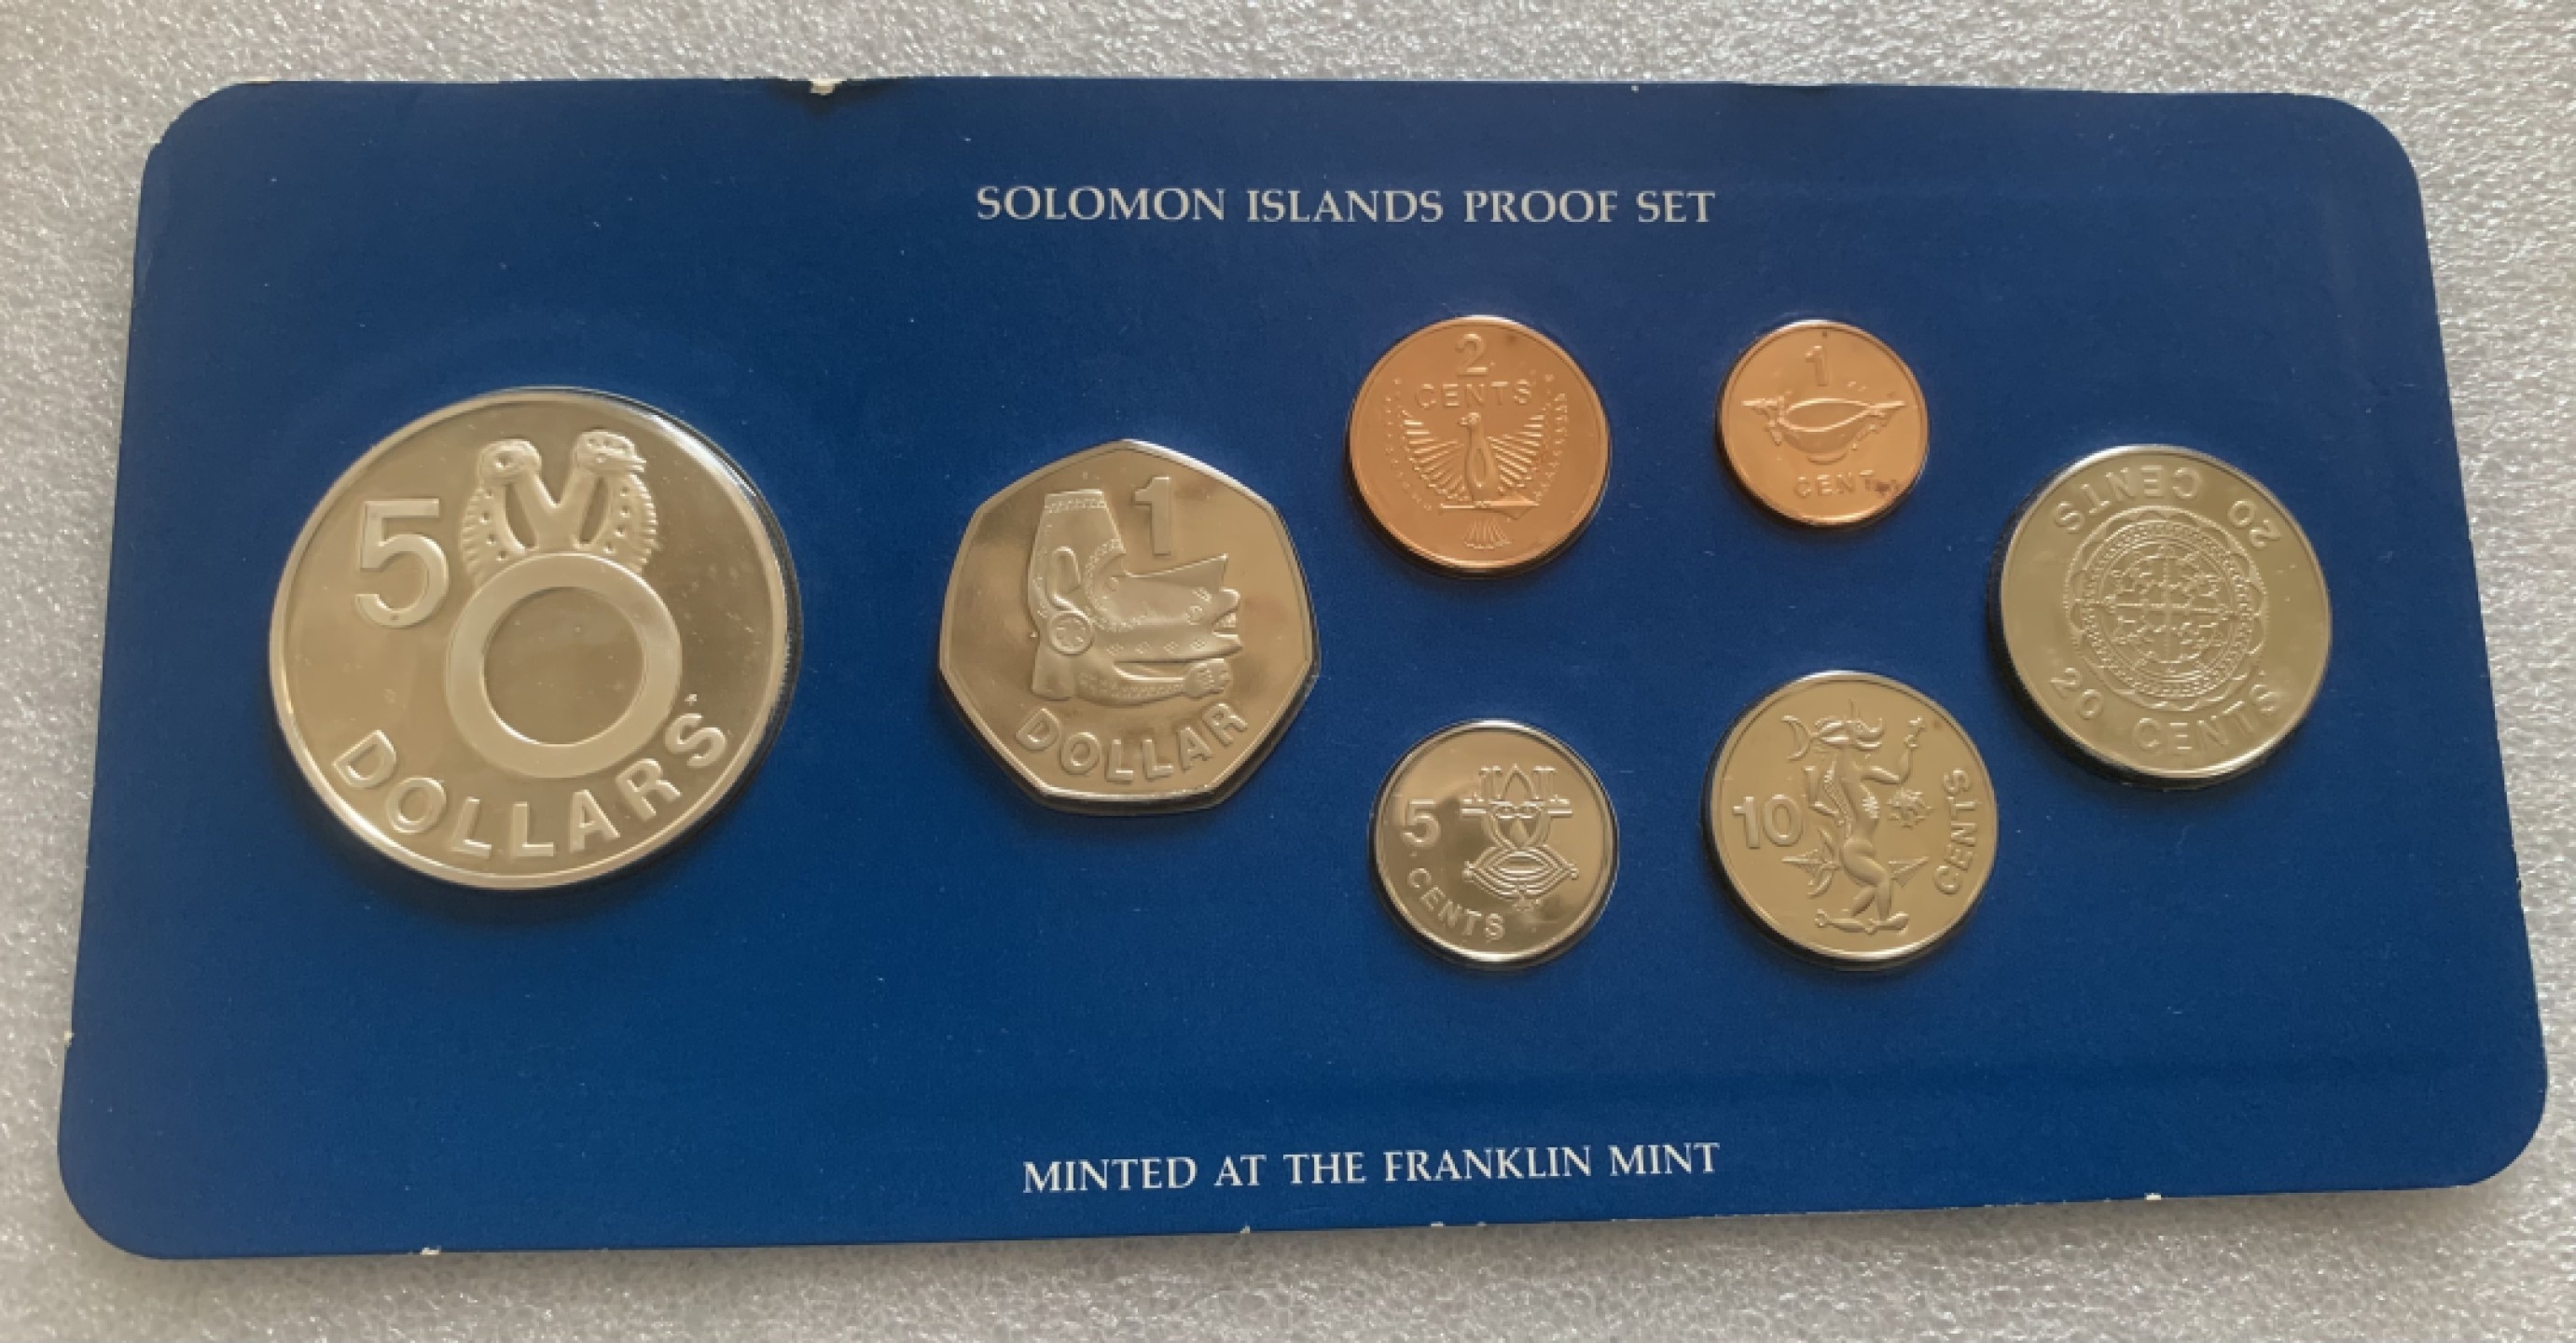 SOLOMON ISLANDS PROOF SET
5
DOLLARS
1
DOLLAR
2
CENTS
1
CENT
5
CENTS
10
CENTS
20 CENTS
20 CENTS
MINTED AT THE FRANKLIN MINT